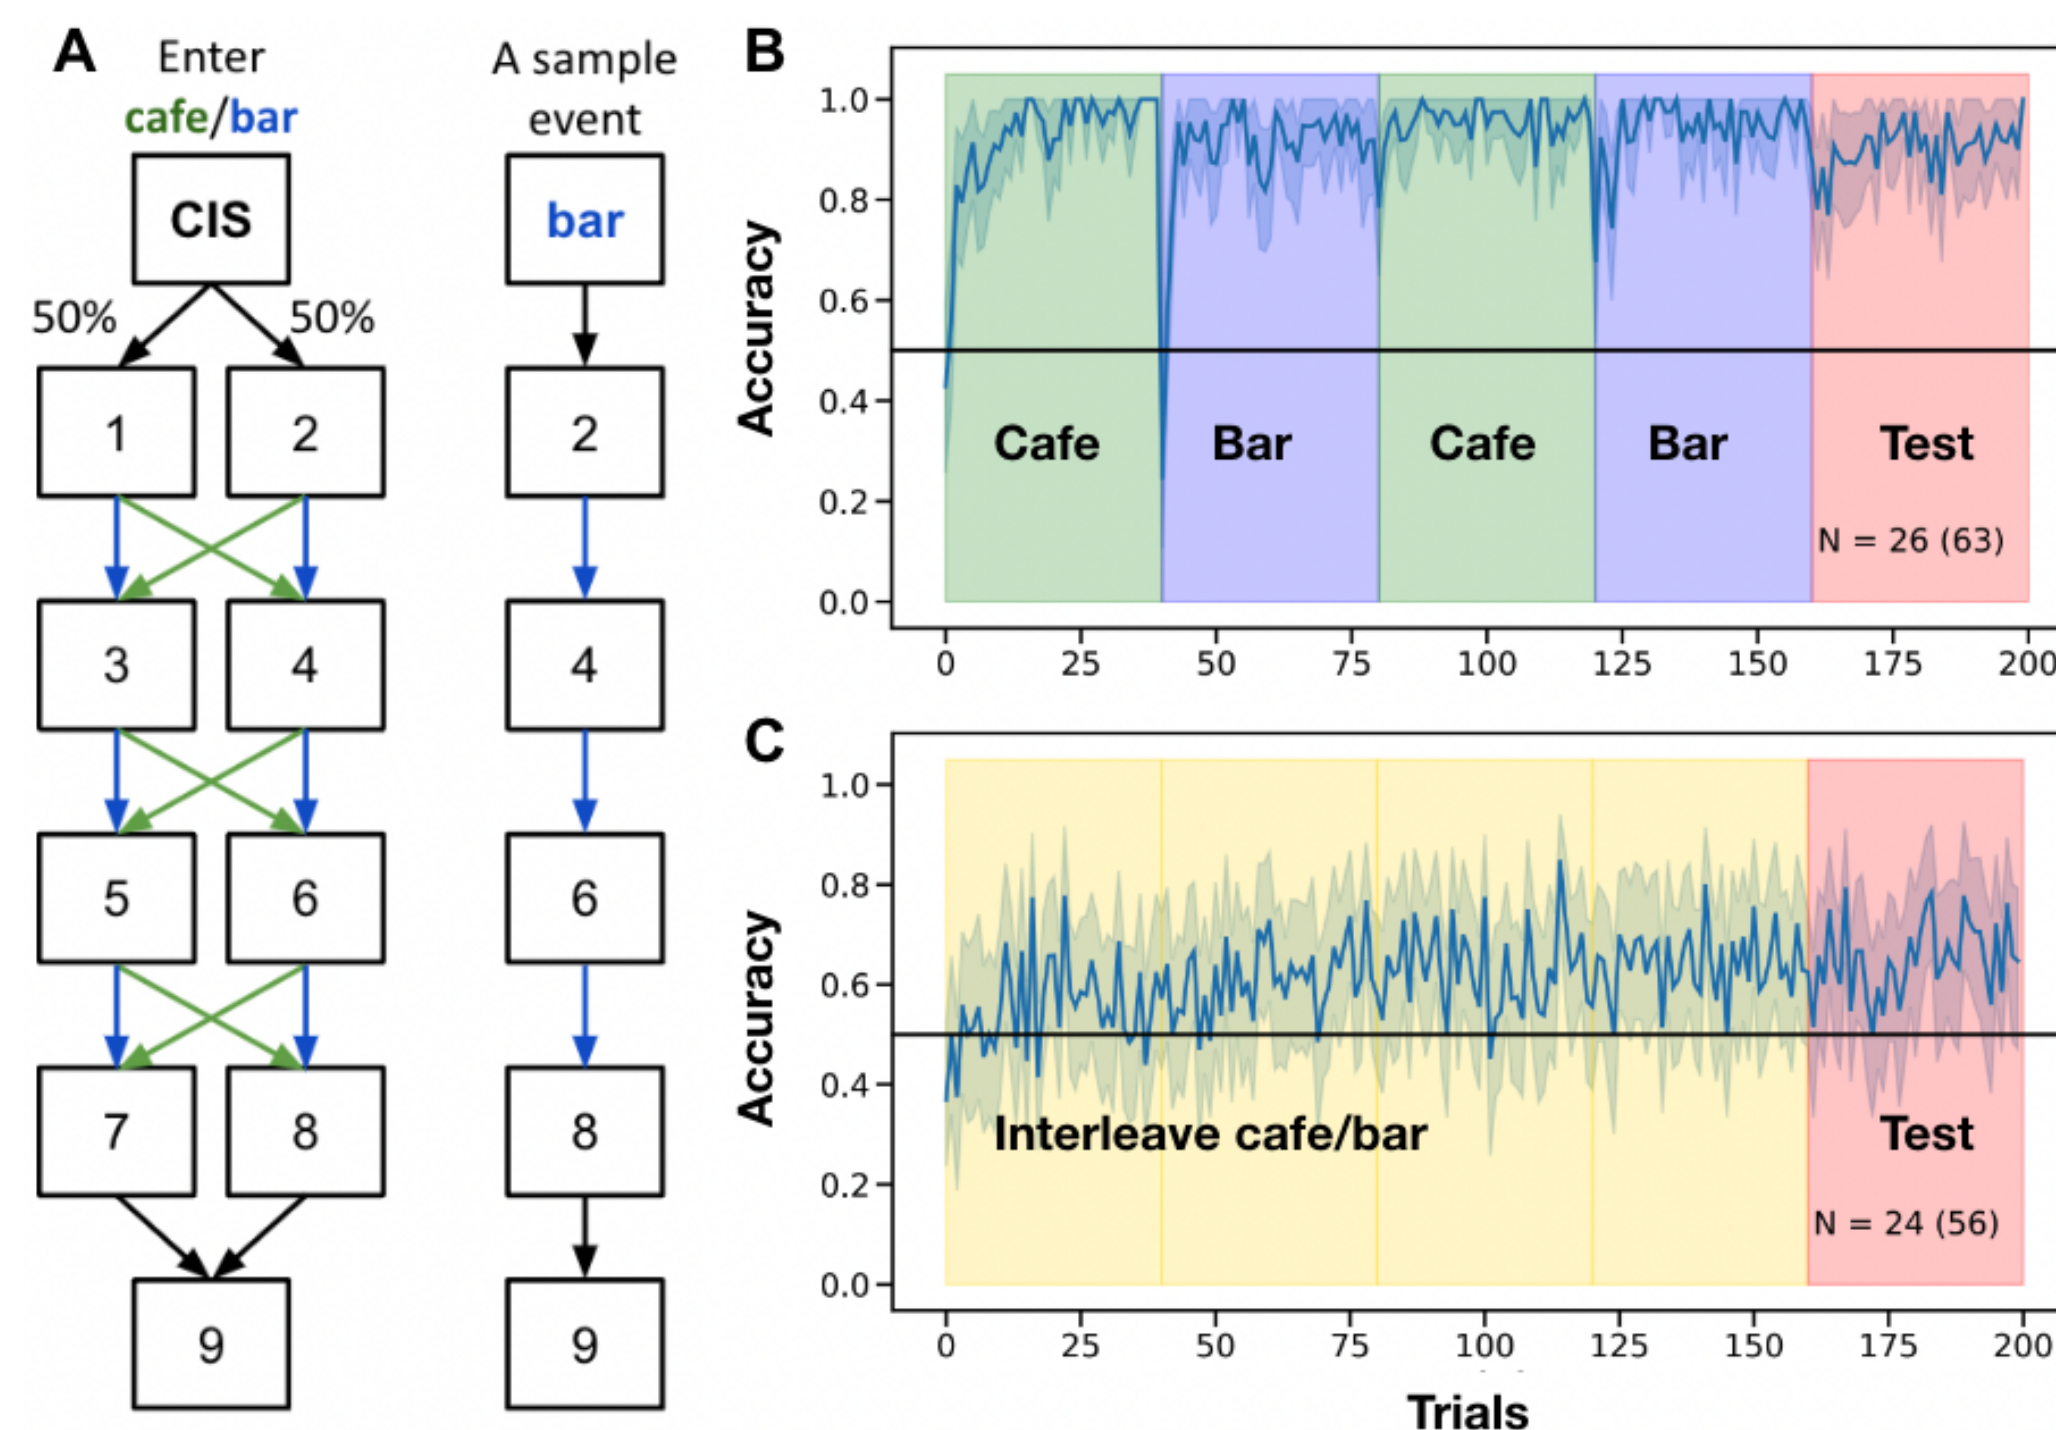 A
Enter
cafe/bar
CIS
50%
50%
1
2
3
4
5
6
7
8
9
A sample
event
bar
2
4
6
8
9
B
Accuracy
1.0
0.8
0.6
0.4
0.2
0.0
Cafe
Bar
Cafe
Bar
Test
N = 26 (63)
0
25
50
75
100
125
150
175
200
C
Accuracy
1.0
0.8
0.6
0.4
0.2
0.0
Interleave cafe/bar
Test
N = 24 (56)
0
25
50
75
100
125
150
175
200
Trials